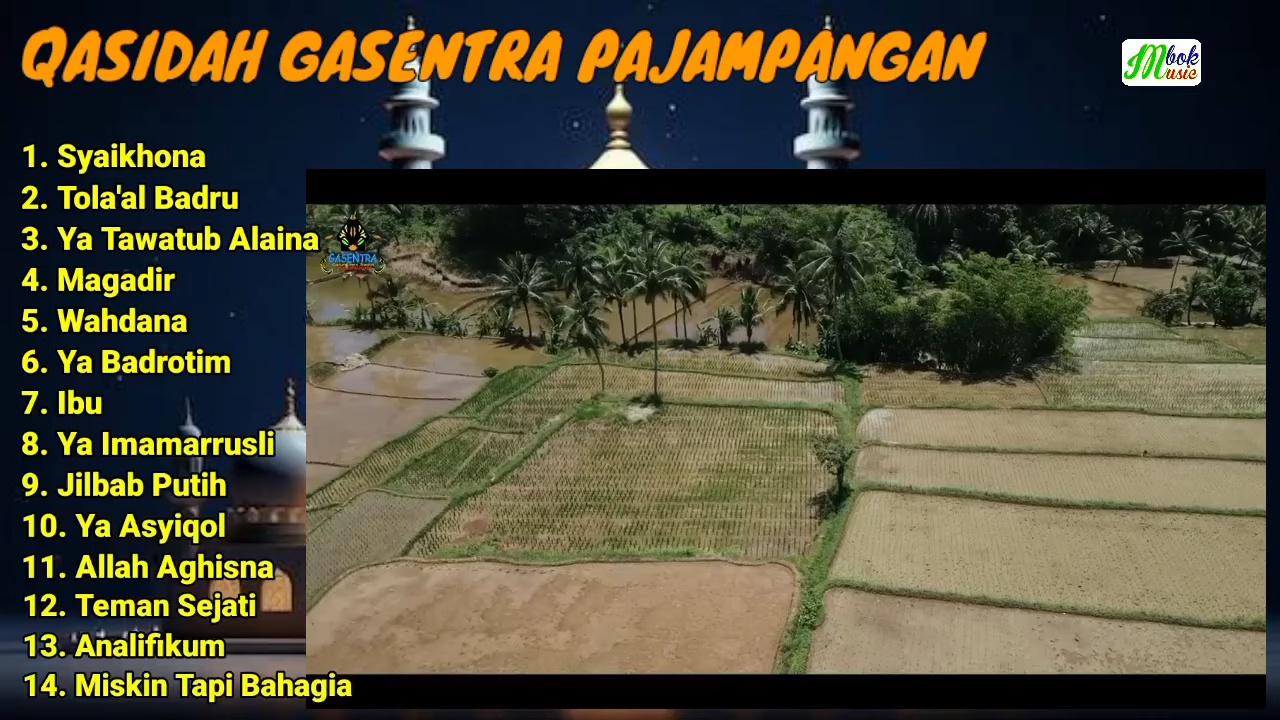 QASIDAH GASENTRA PAJAMPANGAN
Mbok
Music
1. Syaikhona
2. Tola'al Badru
3. Ya Tawatub Alaina
4. Magadir
5. Wahdana
6. Ya Badrotim
7. Ibu
8. Ya Imamarrusli
9. Jilbab Putih
10. Ya Asyiqol
11. Allah Aghisna
12. Teman Sejati
13. Analifikum
14. Miskin Tapi Bahagia
GASENTRA